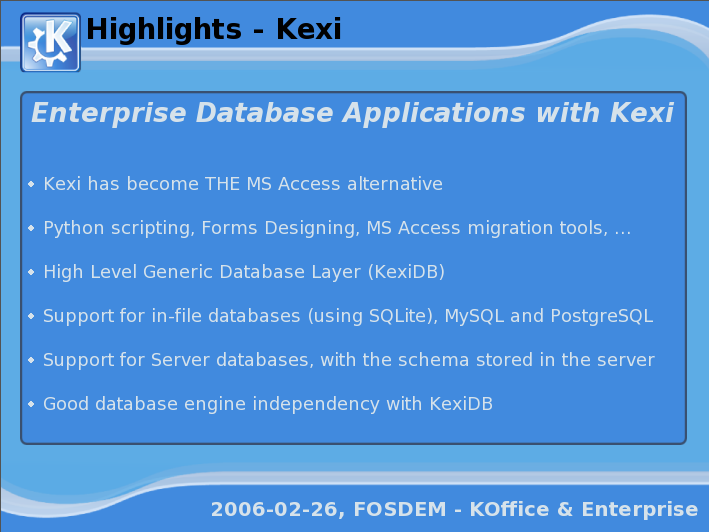 Highlights - Kexi
Enterprise Database Applications with Kexi
• Kexi has become THE MS Access alternative
• Python scripting, Forms Designing, MS Access migration tools, ...
• High Level Generic Database Layer (KexiDB)
• Support for in-file databases (using SQLite), MySQL and PostgreSQL
• Support for Server databases, with the schema stored in the server
• Good database engine independency with KexiDB
2006-02-26, FOSDEM - KOffice & Enterprise